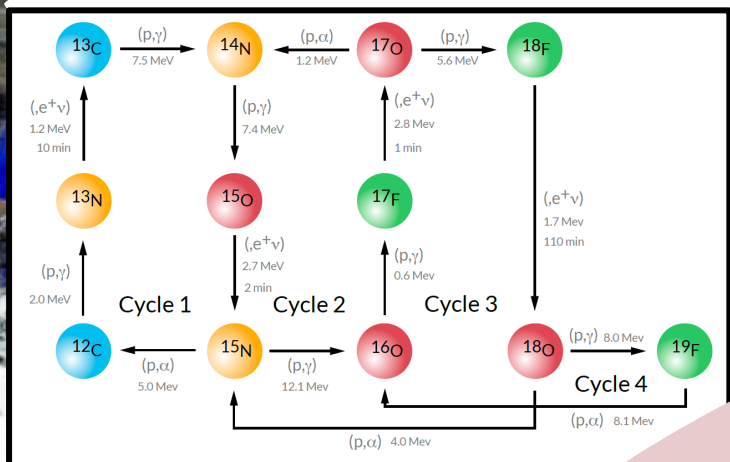 ¹³C (p,γ) ¹⁴N (p,α) ¹⁷O (p,γ) ¹⁸F
7.5 MeV 1.2 MeV 5.6 MeV
(,e⁺ν) (p,γ) (,e⁺ν)
1.2 MeV 7.4 MeV 2.8 Mev
10 min 1 min
¹³N ¹⁵O ¹⁷F (,e⁺ν)
1.7 Mev
110 min
(p,γ) (,e⁺ν) (p,γ)
2.0 MeV 2.7 MeV 0.6 Mev
2 min
Cycle 1 Cycle 2 Cycle 3
¹²C ¹⁵N ¹⁶O ¹⁸O (p,γ) 8.0 Mev ¹⁹F
(p,α) (p,γ) Cycle 4
5.0 Mev 12.1 Mev
(p,α) 8.1 Mev
(p,α) 4.0 Mev